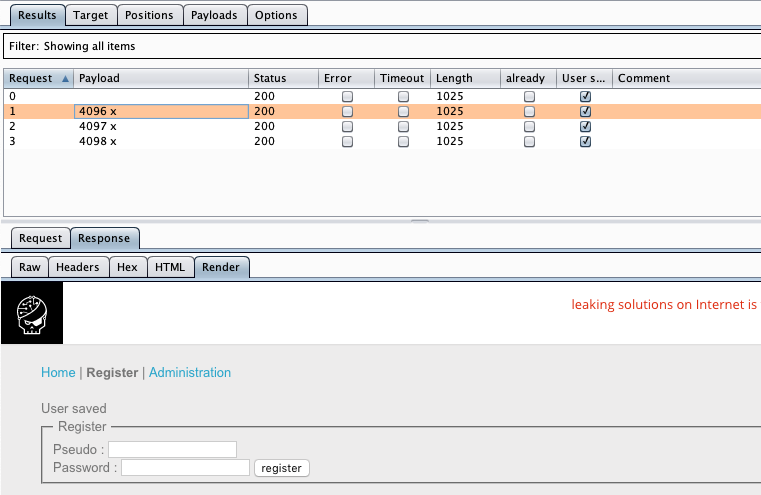 Results Target Positions Payloads Options
Filter: Showing all items
Request Payload Status Error Timeout Length already User s... Comment
0 200 1025
1 4096 x 200 1025
2 4097 x 200 1025
3 4098 x 200 1025
Request Response
Raw Headers Hex HTML Render
leaking solutions on Internet is
Home | Register | Administration
User saved
Register
Pseudo :
Password : register